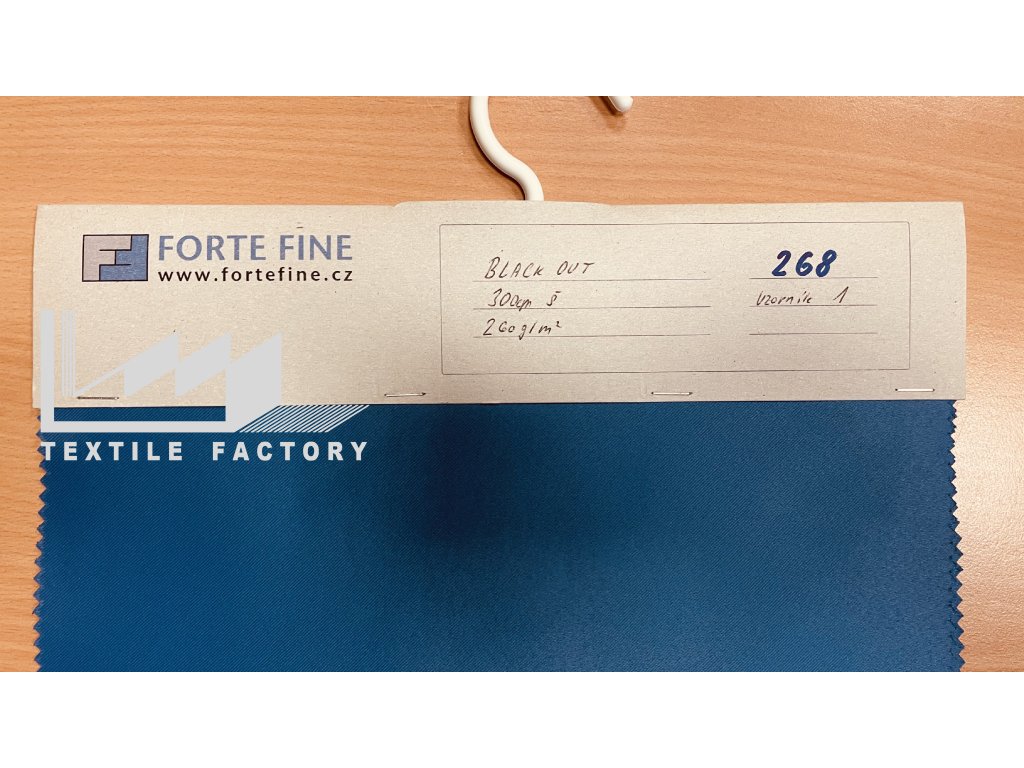 FORTE FINE
www.fortefine.cz
BLACK OUT
300cm š
260g/m²
268
Vzorník 1
TEXTILE FACTORY